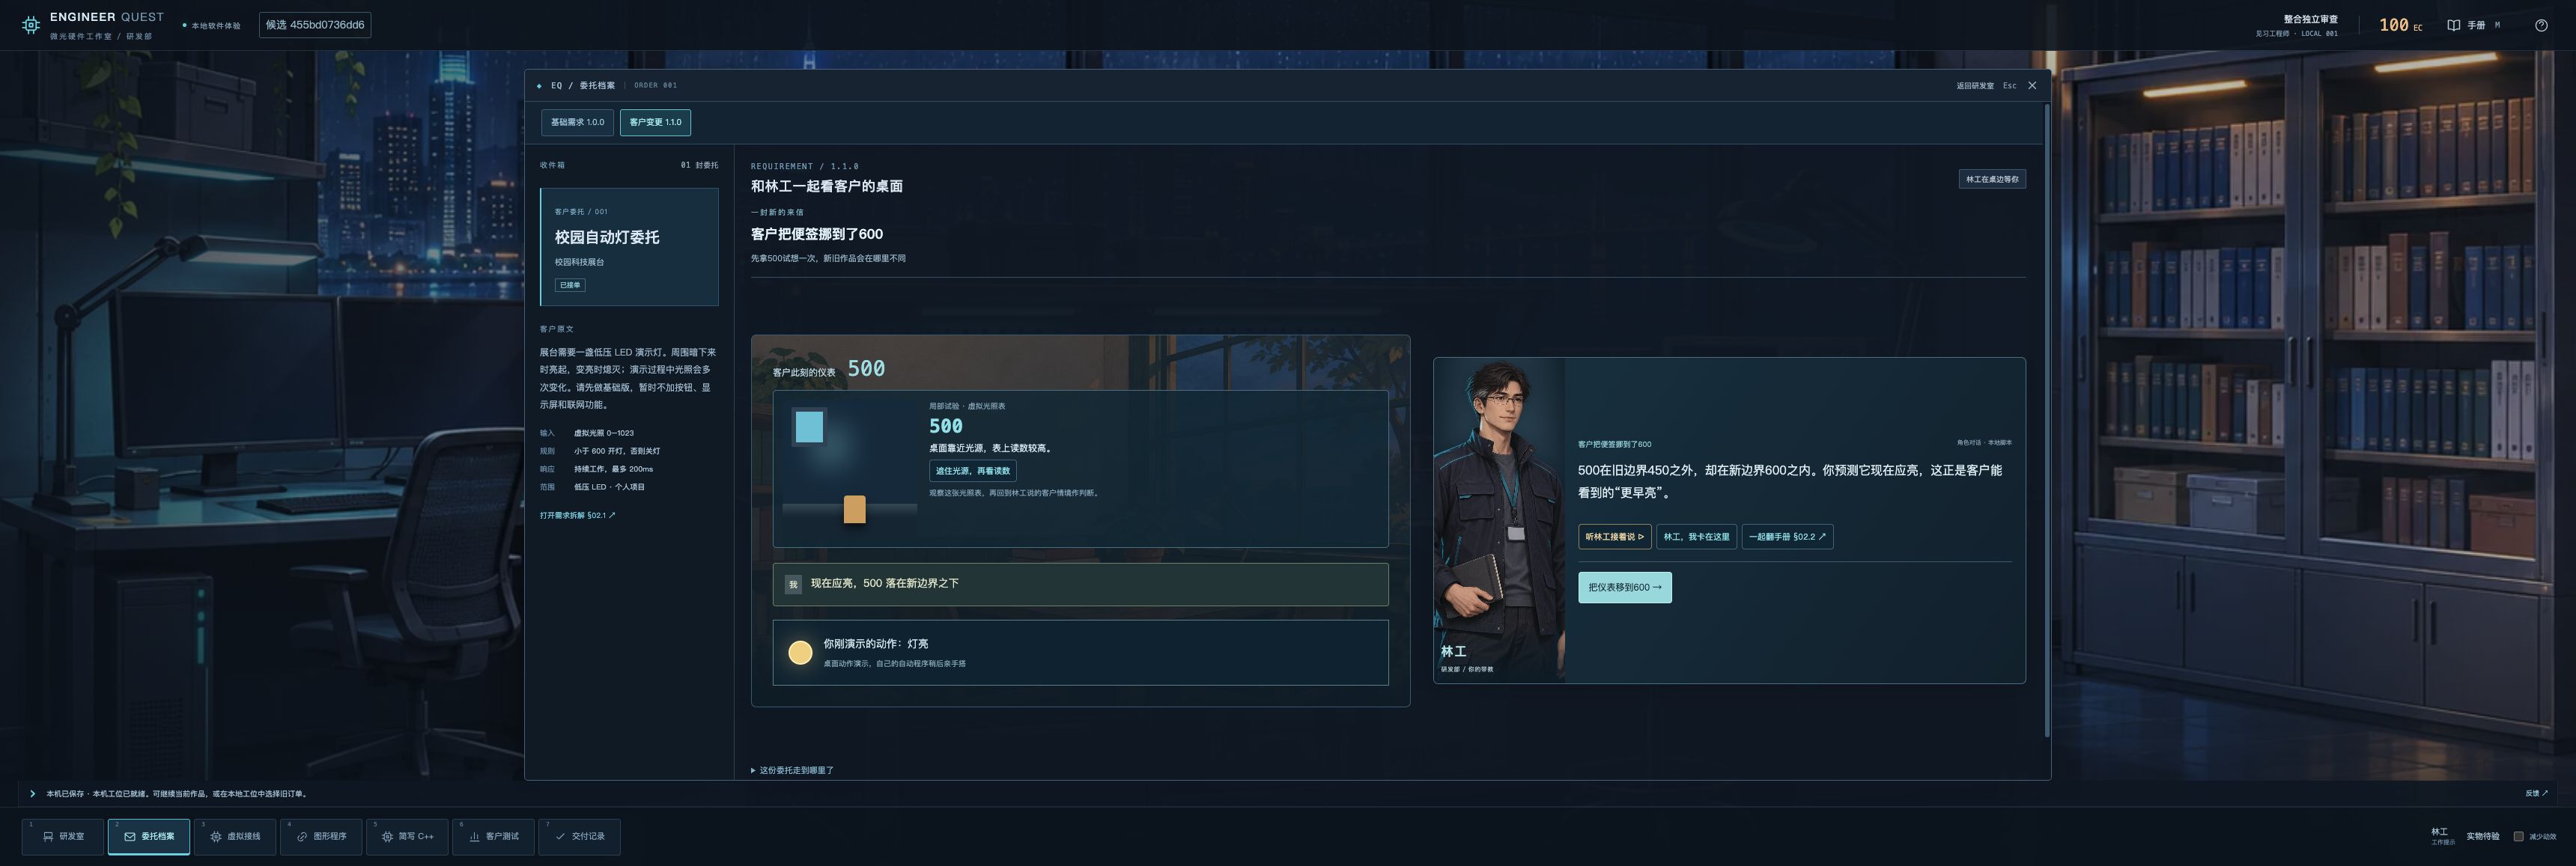 ENGINEER QUEST
微光硬件工作室 / 研发部
本地软件体验
候选 455bd0736dd6
整合独立审查
见习工程师 · LOCAL 001
100 EC
手册 M
EQ / 委托档案 ORDER 001
返回研发室 Esc
基础需求 1.0.0
客户变更 1.1.0
收件箱
01 封委托
客户委托 / 001
校园自动灯委托
校园科技展台
已接单
客户原文
展台需要一盏低压 LED 演示灯。周围暗下来
时亮起，变亮时熄灭；演示过程中光照会多
次变化。请先做基础版，暂时不加按钮、显
示屏和联网功能。
输入 虚拟光照 0—1023
规则 小于 600 开灯，否则关灯
响应 持续工作，最多 200ms
范围 低压 LED · 个人项目
打开需求拆解 §02.1 ↗
REQUIREMENT / 1.1.0
和林工一起看客户的桌面
林工在桌边等你
一封新的来信
客户把便签挪到了600
先拿500试想一次，新旧作品会在哪里不同
客户此刻的仪表 500
局部试验 · 虚拟光照表
500
桌面靠近光源，表上读数较高。
遮住光源，再看读数
观察这张光照表，再回到林工说的客户情境作判断。
我 现在应亮，500 落在新边界之下
你刚演示的动作：灯亮
桌面动作演示，自己的自动程序稍后亲手搭
客户把便签挪到了600
角色对话 · 本地脚本
500在旧边界450之外，却在新边界600之内。你预测它现在应亮，这正是客户能
看到的“更早亮”。
听林工接着说 ▷
林工，我卡在这里
一起翻手册 §02.2 ↗
把仪表移到600 →
林工
研发部 / 你的带教
▶ 这份委托走到哪里了
本机已保存 · 本机工位已就绪。可继续当前作品，或在本地工位中选择旧订单。
反馈 ↗
1 研发室
2 委托档案
3 虚拟接线
4 图形程序
5 简写 C++
6 客户测试
7 交付记录
林工
工作提示
实物待验
减少动效